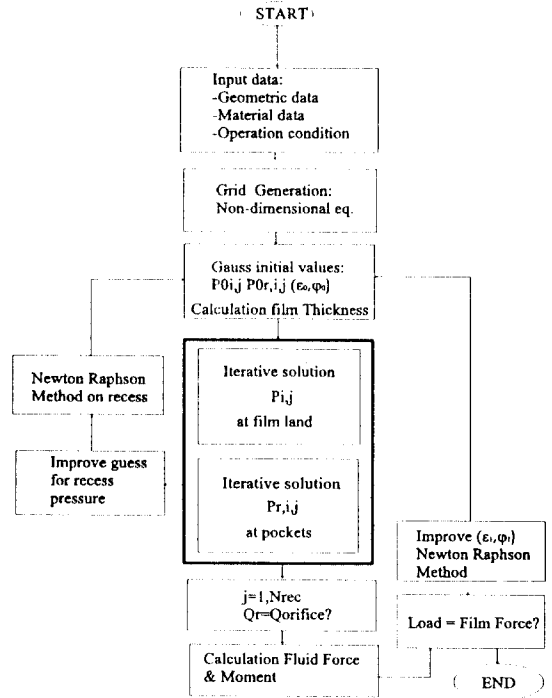 START
Input data:
-Geometric data
-Material data
-Operation condition
Grid Generation:
Non-dimensional eq.
Gauss initial values:
P0i,j P0r,i,j (ε₀,φ₀)
Calculation film Thickness
Newton Raphson
Method on recess
Improve guess
for recess
pressure
Iterative solution
Pi,j
at film land
Iterative solution
Pr,i,j
at pockets
Improve (ε₁,φ₁)
Newton Raphson
Method
j=1,Nrec
Qr=Qorifice?
Load = Film Force?
Calculation Fluid Force
& Moment
END